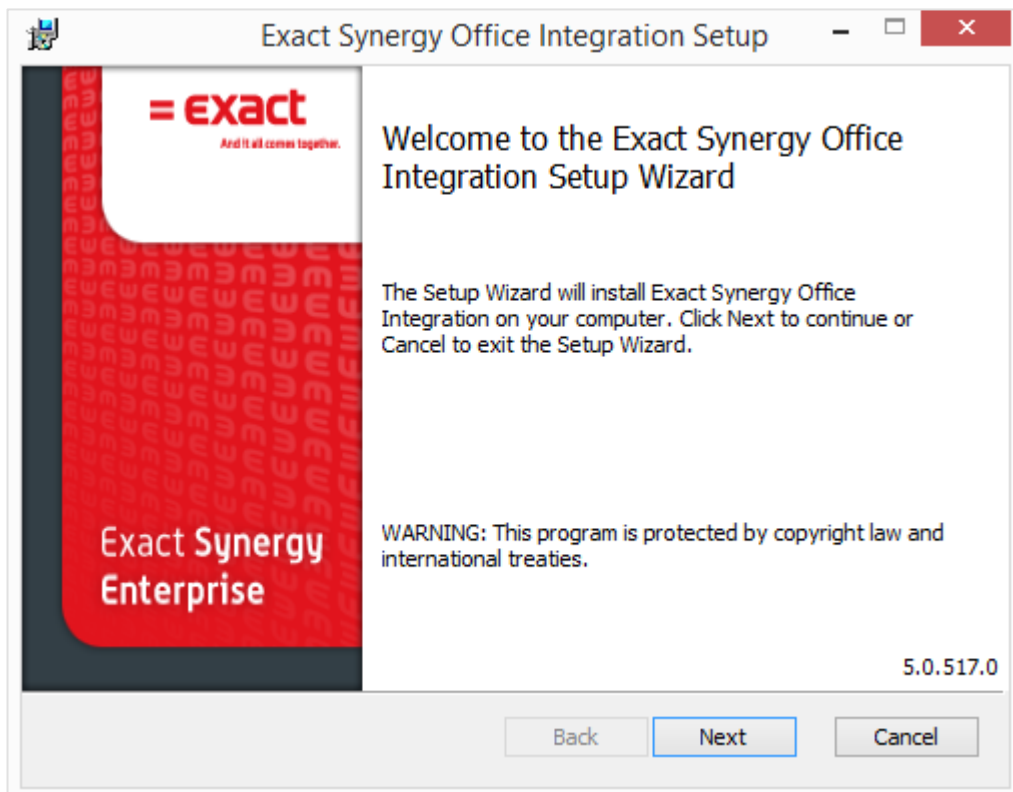 Exact Synergy Office Integration Setup
= exact
And it all comes together.
Welcome to the Exact Synergy Office
Integration Setup Wizard
The Setup Wizard will install Exact Synergy Office
Integration on your computer. Click Next to continue or
Cancel to exit the Setup Wizard.
Exact Synergy
Enterprise
WARNING: This program is protected by copyright law and
international treaties.
5.0.517.0
Back
Next
Cancel